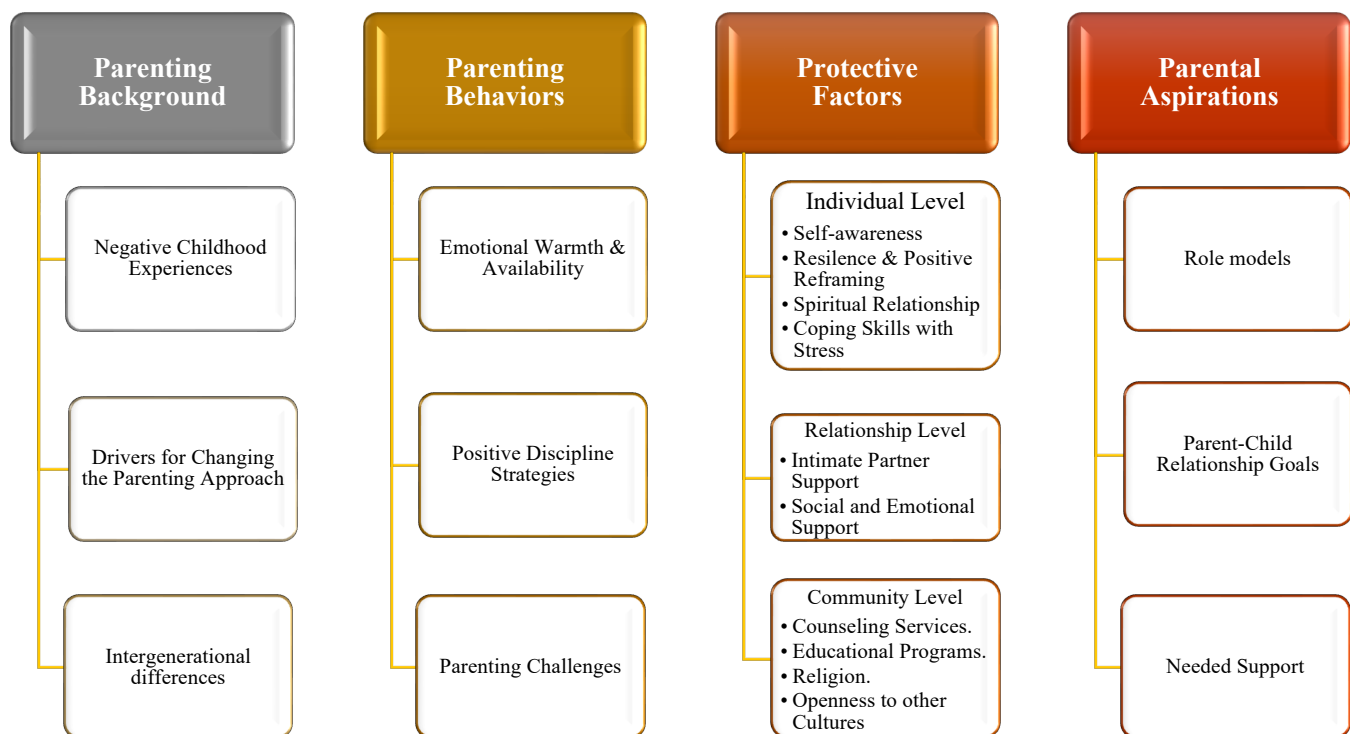 Parenting
Background
Negative Childhood
Experiences
Drivers for Changing
the Parenting Approach
Intergenerational
differences
Parenting
Behaviors
Emotional Warmth &
Availability
Positive Discipline
Strategies
Parenting Challenges
Protective
Factors
Individual Level
• Self-awareness
• Resilence & Positive
Reframing
• Spiritual Relationship
• Coping Skills with
Stress
Relationship Level
• Intimate Partner
Support
• Social and Emotional
Support
Community Level
• Counseling Services.
• Educational Programs.
• Religion.
• Openness to other
Cultures
Parental
Aspirations
Role models
Parent-Child
Relationship Goals
Needed Support